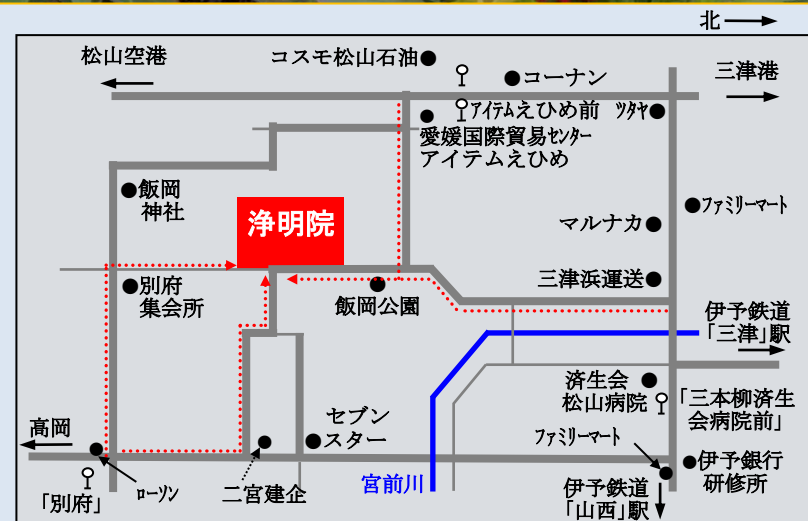 北
松山空港
コスモ松山石油
コーナン
三津港
アイテムえひめ前
ツタヤ
愛媛国際貿易センター
アイテムえひめ
飯岡
神社
浄明院
マルナカ
ファミリーマート
別府
集会所
飯岡公園
三津浜運送
伊予鉄道
「三津」駅
済生会
松山病院
「三本柳済生
会病院前」
高岡
セブン
スター
ファミリーマート
伊予銀行
研修所
「別府」
ローソン
二宮建企
宮前川
伊予鉄道
「山西」駅